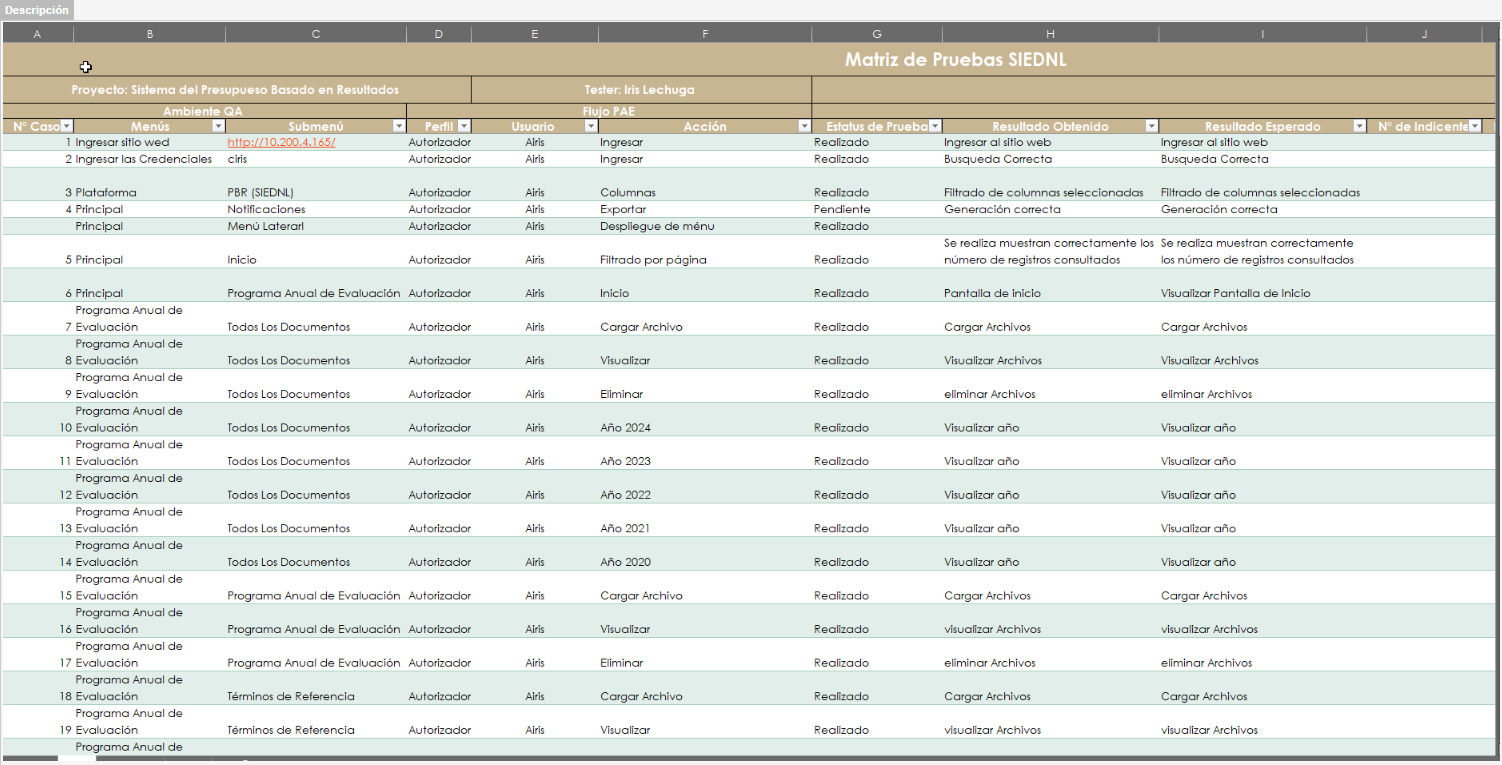 Descripción
A B C D E F G H I J
Matriz de Pruebas SIEDNL
Proyecto: Sistema del Presupueso Basado en Resultados Tester: Iris Lechuga
Ambiente QA Flujo PAE
N° Caso Menús Submenú Perfil Usuario Acción Estatus de Prueba Resultado Obtenido Resultado Esperado N° de Indicente
1 Ingresar sitio wed http://10.200.4.165/ Autorizador Airis Ingresar Realizado Ingresar al sitio web Ingresar al sitio web
2 Ingresar las Credenciales ciris Autorizador Airis Ingresar Realizado Busqueda Correcta Busqueda Correcta
3 Plataforma PBR (SIEDNL) Autorizador Airis Columnas Realizado Filtrado de columnas seleccionadas Filtrado de columnas seleccionadas
4 Principal Notificaciones Autorizador Airis Exportar Pendiente Generación correcta Generación correcta
Principal Menú Laterarl Autorizador Airis Despliegue de ménu Realizado
Se realiza muestran correctamente los Se realiza muestran correctamente
5 Principal Inicio Autorizador Airis Filtrado por página Realizado número de registros consultados los número de registros consultados
6 Principal Programa Anual de Evaluación Autorizador Airis Inicio Realizado Pantalla de inicio Visualizar Pantalla de Inicio
Programa Anual de
7 Evaluación Todos Los Documentos Autorizador Airis Cargar Archivo Realizado Cargar Archivos Cargar Archivos
Programa Anual de
8 Evaluación Todos Los Documentos Autorizador Airis Visualizar Realizado Visualizar Archivos Visualizar Archivos
Programa Anual de
9 Evaluación Todos Los Documentos Autorizador Airis Eliminar Realizado eliminar Archivos eliminar Archivos
Programa Anual de
10 Evaluación Todos Los Documentos Autorizador Airis Año 2024 Realizado Visualizar año Visualizar año
Programa Anual de
11 Evaluación Todos Los Documentos Autorizador Airis Año 2023 Realizado Visualizar año Visualizar año
Programa Anual de
12 Evaluación Todos Los Documentos Autorizador Airis Año 2022 Realizado Visualizar año Visualizar año
Programa Anual de
13 Evaluación Todos Los Documentos Autorizador Airis Año 2021 Realizado Visualizar año Visualizar año
Programa Anual de
14 Evaluación Todos Los Documentos Autorizador Airis Año 2020 Realizado Visualizar año Visualizar año
Programa Anual de
15 Evaluación Programa Anual de Evaluación Autorizador Airis Cargar Archivo Realizado Cargar Archivos Cargar Archivos
Programa Anual de
16 Evaluación Programa Anual de Evaluación Autorizador Airis Visualizar Realizado visualizar Archivos visualizar Archivos
Programa Anual de
17 Evaluación Programa Anual de Evaluación Autorizador Airis Eliminar Realizado eliminar Archivos eliminar Archivos
Programa Anual de
18 Evaluación Términos de Referencia Autorizador Airis Cargar Archivo Realizado Cargar Archivos Cargar Archivos
Programa Anual de
19 Evaluación Términos de Referencia Autorizador Airis Visualizar Realizado visualizar Archivos visualizar Archivos
Programa Anual de